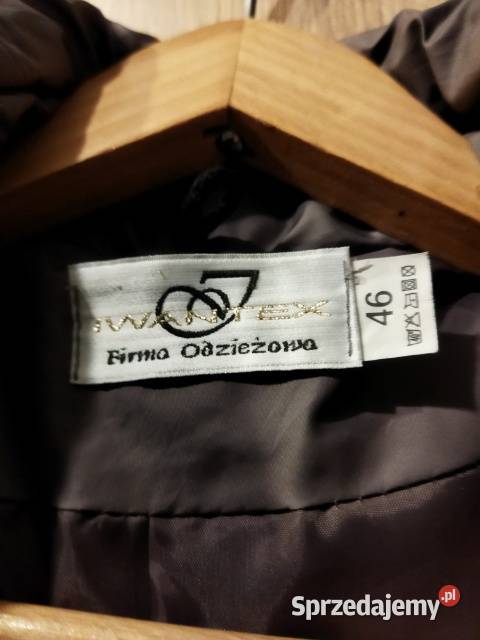 IWANTEX
Firma Odzieżowa
46
Sprzedajemy.pl